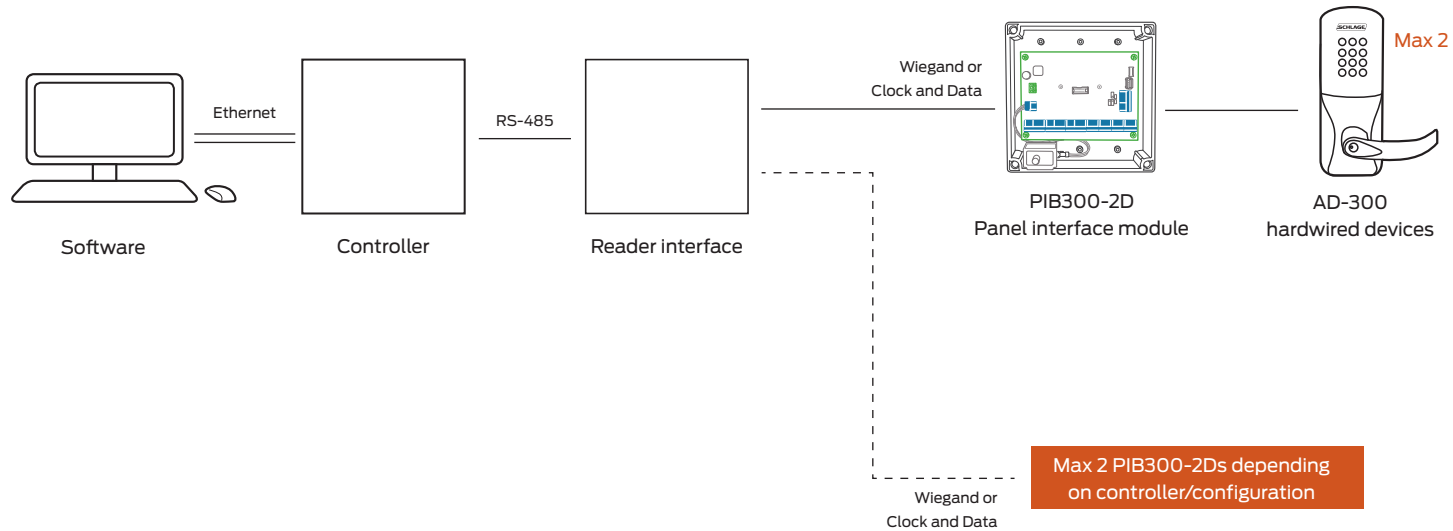 SCHLAGE
Max 2
Wiegand or
Clock and Data
Ethernet
RS-485
Software
Controller
Reader interface
PIB300-2D
Panel interface module
AD-300
hardwired devices
Max 2 PIB300-2Ds depending
on controller/configuration
Wiegand or
Clock and Data